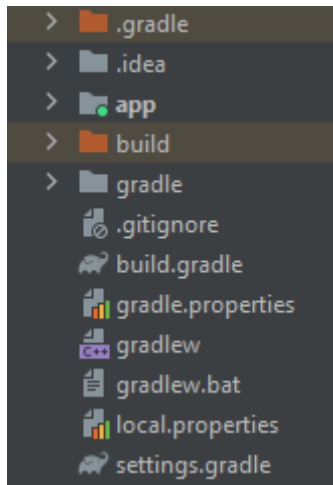 .gradle
.idea
app
build
gradle
.gitignore
build.gradle
gradle.properties
C++ gradlew
gradlew.bat
local.properties
settings.gradle